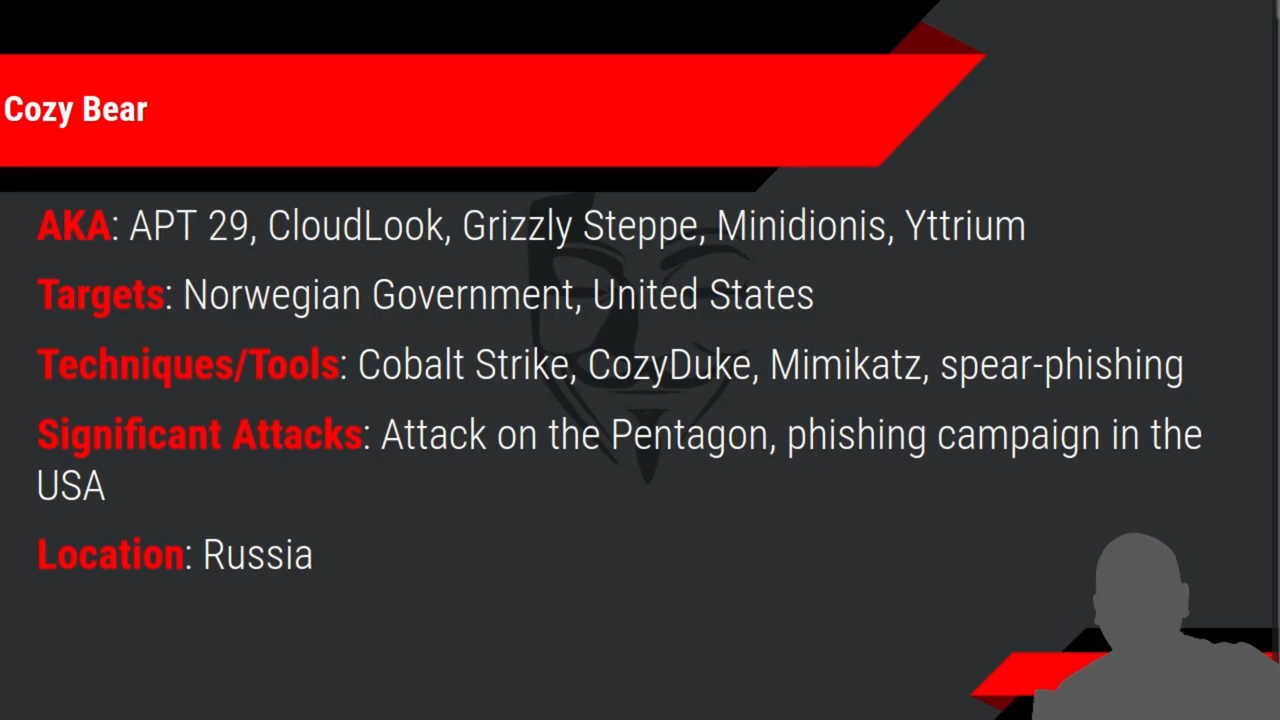 Cozy Bear
AKA: APT 29, CloudLook, Grizzly Steppe, Minidionis, Yttrium
Targets: Norwegian Government, United States
Techniques/Tools: Cobalt Strike, CozyDuke, Mimikatz, spear-phishing
Significant Attacks: Attack on the Pentagon, phishing campaign in the
USA
Location: Russia